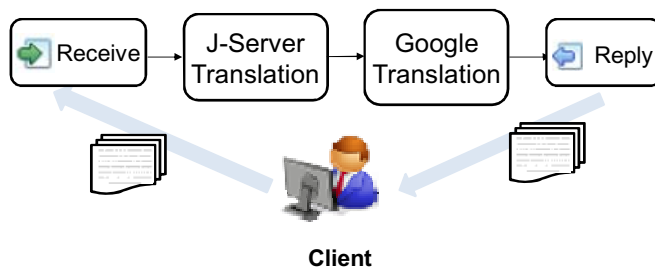 Receive
J-Server
Translation
Google
Translation
Reply
Client